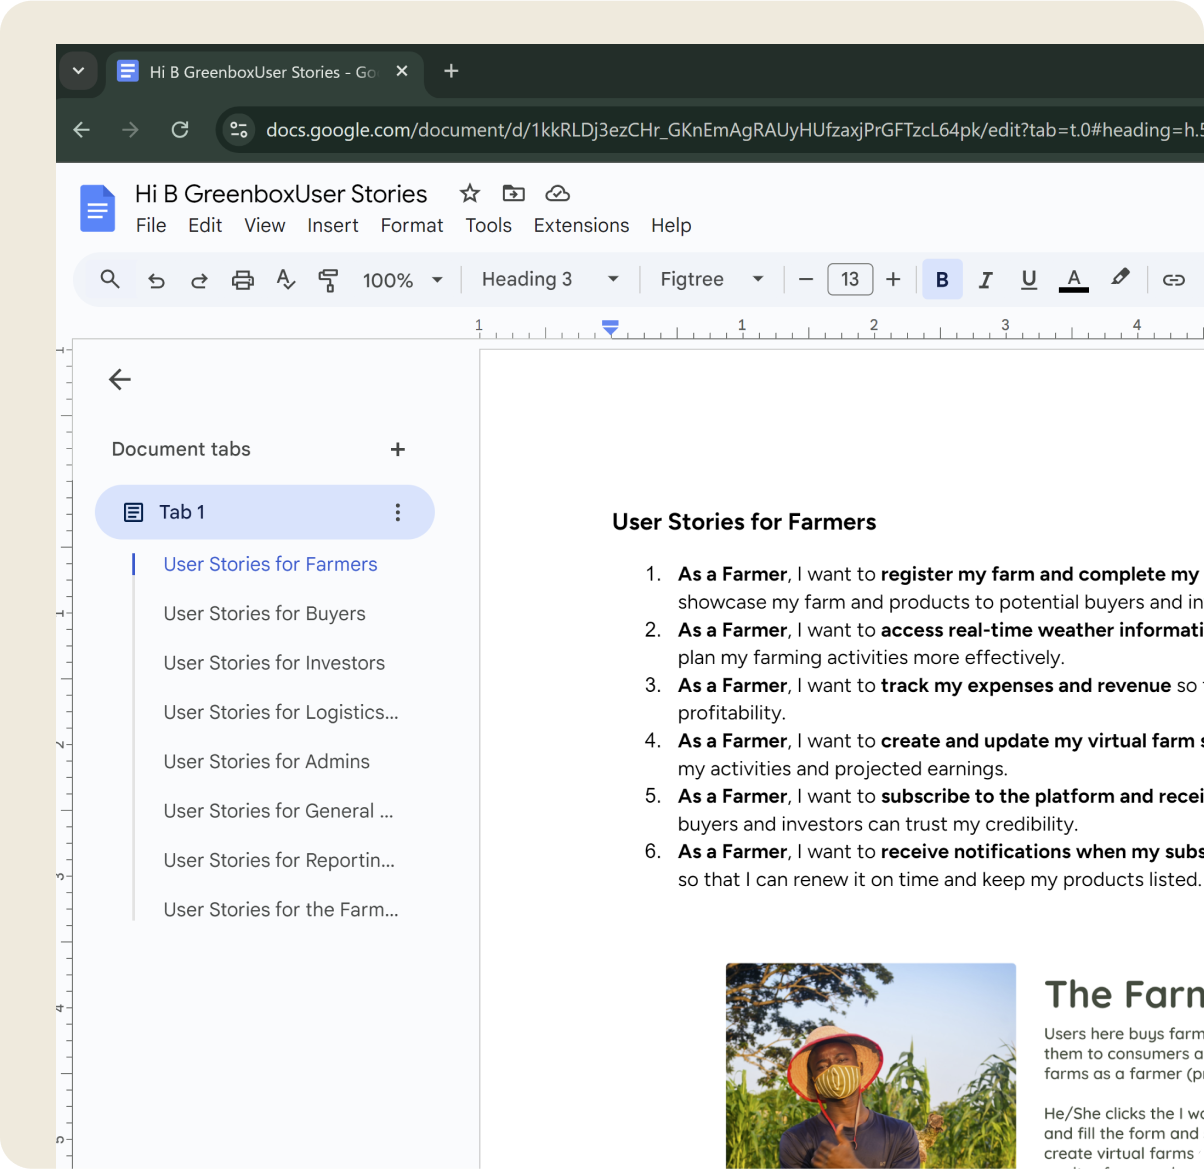 Hi B GreenboxUser Stories - Go
docs.google.com/document/d/1kkRLDj3ezCHr_GKnEmAgRAUyHUfzaxjPrGFTzcL64pk/edit?tab=t.0#heading=h.5
Hi B GreenboxUser Stories
File Edit View Insert Format Tools Extensions Help
100% Heading 3 Figtree 13 B I U A
1 1 2 3 4
Document tabs
Tab 1
User Stories for Farmers
User Stories for Buyers
User Stories for Investors
User Stories for Logistics...
User Stories for Admins
User Stories for General ...
User Stories for Reportin...
User Stories for the Farm...
1
1
2
3
4
5
User Stories for Farmers
1. As a Farmer, I want to register my farm and complete my
showcase my farm and products to potential buyers and in
2. As a Farmer, I want to access real-time weather informati
plan my farming activities more effectively.
3. As a Farmer, I want to track my expenses and revenue so
profitability.
4. As a Farmer, I want to create and update my virtual farm s
my activities and projected earnings.
5. As a Farmer, I want to subscribe to the platform and recei
buyers and investors can trust my credibility.
6. As a Farmer, I want to receive notifications when my subs
so that I can renew it on time and keep my products listed.
The Farm
Users here buys farm
them to consumers a
farms as a farmer (p
He/She clicks the I wa
and fill the form and
create virtual farms